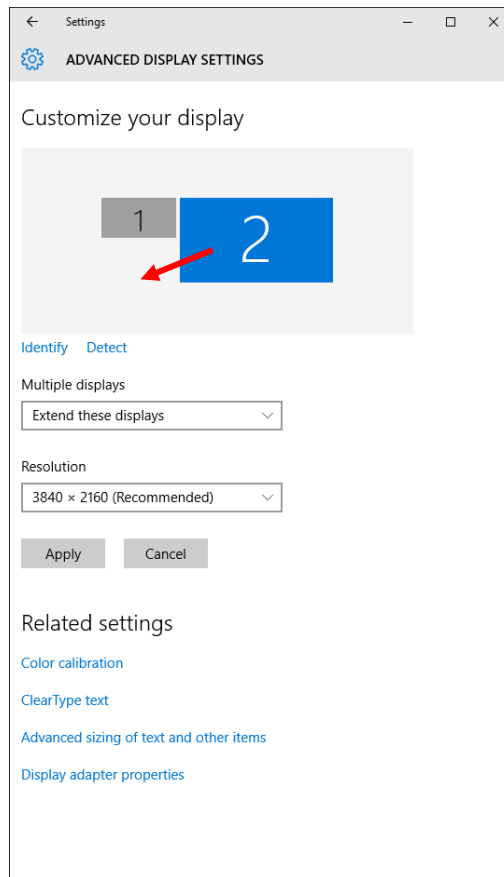 Settings
ADVANCED DISPLAY SETTINGS
Customize your display
1
2
Identify Detect
Multiple displays
Extend these displays
Resolution
3840 × 2160 (Recommended)
Apply Cancel
Related settings
Color calibration
ClearType text
Advanced sizing of text and other items
Display adapter properties